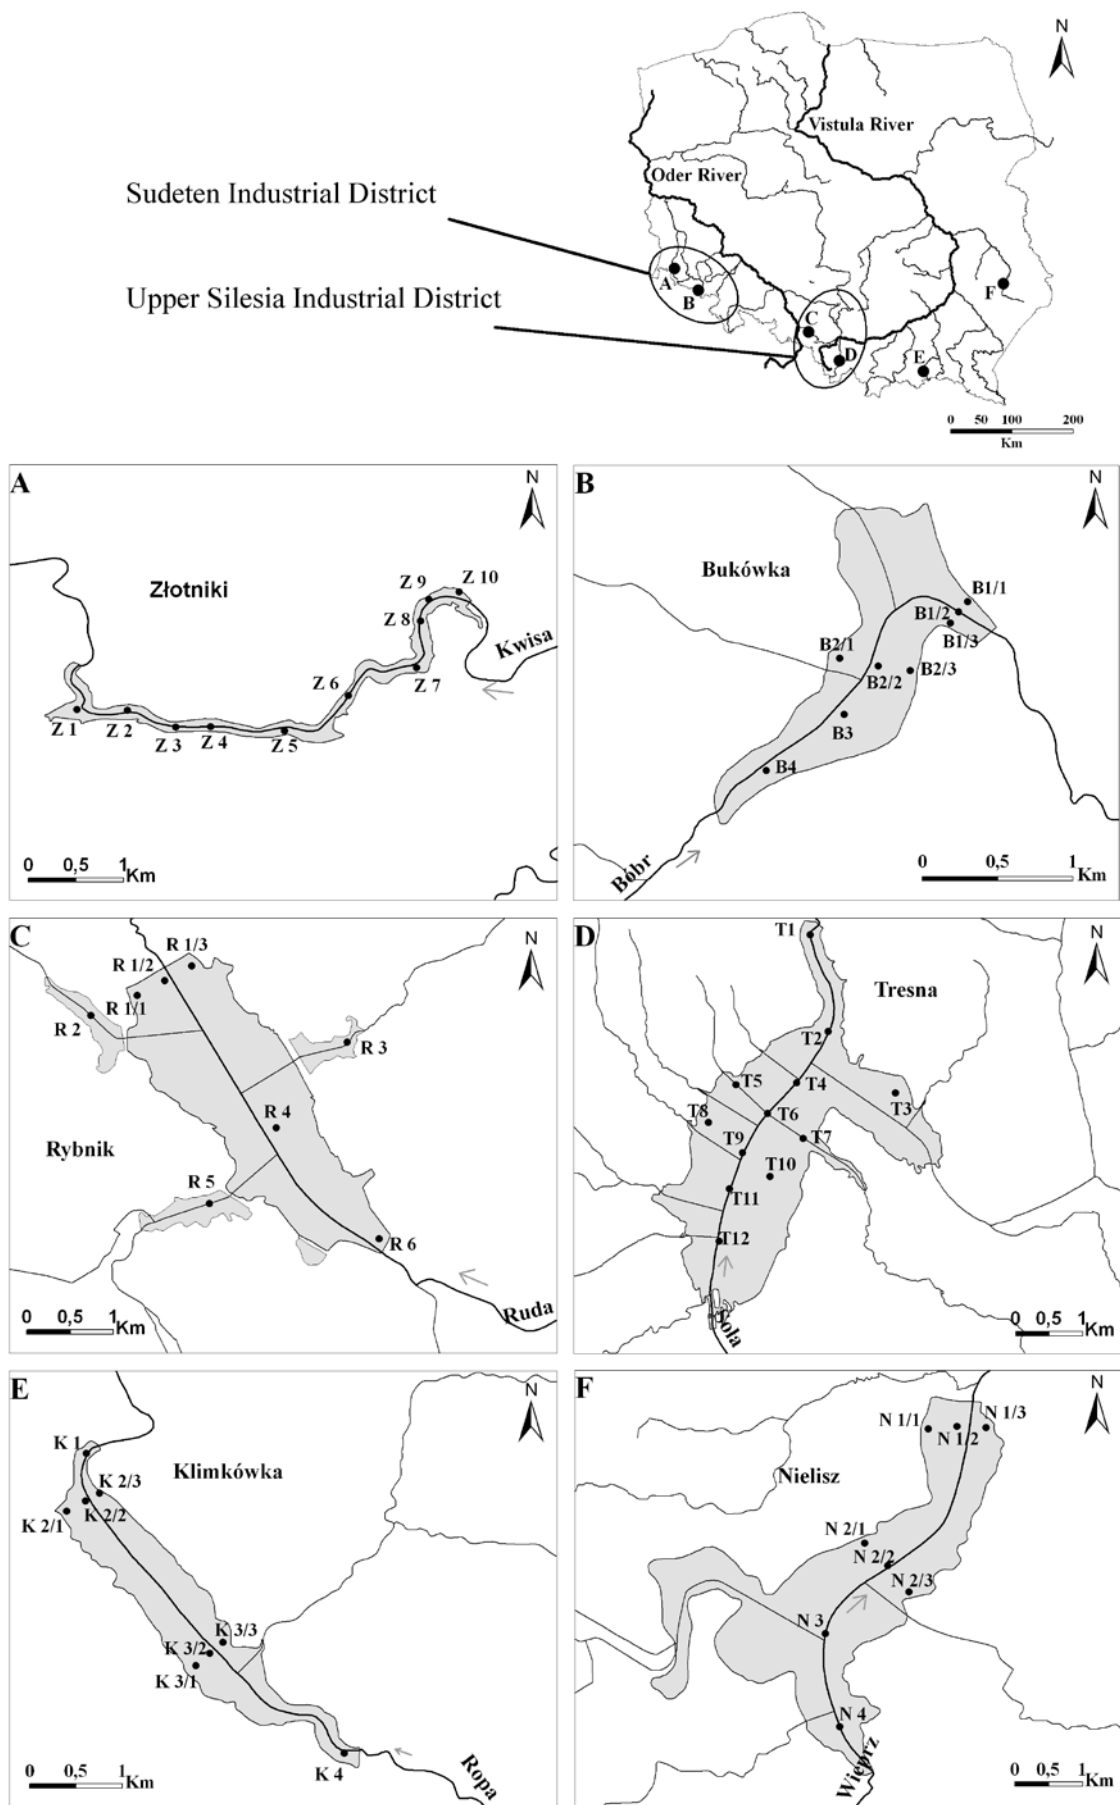 N
Vistula River
Oder River
Sudeten Industrial District
Upper Silesia Industrial District
A
B
C
D
E
F
0 50 100 200
Km
A
N
Złotniki
Z 10
Z 9
Z 8
Kwisa
Z 7
Z 6
Z 1
Z 2
Z 3
Z 4
Z 5
0 0,5 1
Km
B
N
Bukówka
B1/1
B1/2
B1/3
B2/1
B2/2
B2/3
B3
B4
Bóbr
0 0,5 1
Km
C
N
R 1/3
R 1/2
R 1/1
R 2
R 3
R 4
Rybnik
R 5
R 6
Ruda
0 0,5 1
Km
D
N
T1
Tresna
T2
T5
T4
T3
T8
T6
T7
T9
T10
T11
T12
0 0,5 1
Km
E
N
K 1
Klimkówka
K 2/3
K 2/2
K 2/1
K 3/3
K 3/2
K 3/1
K 4
Ropa
0 0,5 1
Km
F
N
N 1/1
N 1/3
N 1/2
Nielisz
N 2/1
N 2/2
N 2/3
N 3
N 4
Wieprz
0 0,5 1
Km